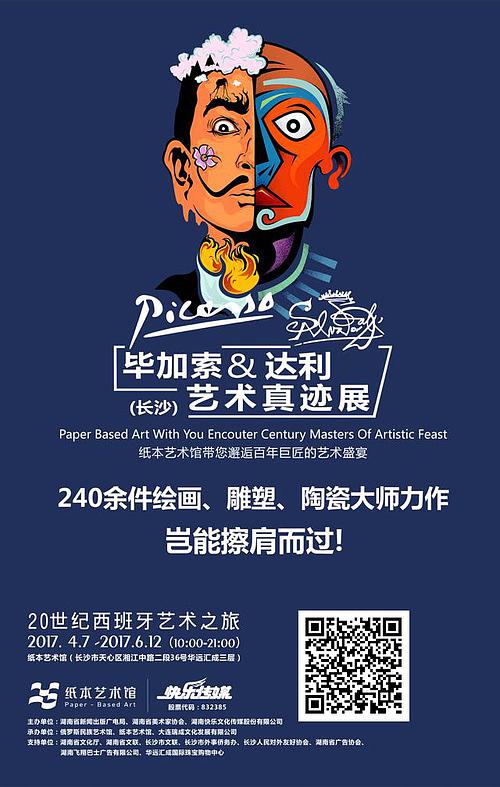 Picasso
毕加索 & 达利
(长沙) 艺术真迹展
Paper Based Art With You Encouter Century Masters Of Artistic Feast
纸本艺术馆带您邂逅百年巨匠的艺术盛宴
240余件绘画、雕塑、陶瓷大师力作
岂能擦肩而过!
20世纪西班牙艺术之旅
2017. 4.7 -2017.6.12 (10:00-21:00)
纸本艺术馆（长沙市天心区湘江中路二段36号华远汇成三层）
纸本艺术馆
Paper - Based Art
快乐传媒
股票代码：832385
主办单位：湖南省新闻出版广电局、湖南省美术家协会、湖南快乐文化传媒股份有限公司
承办单位：俄罗斯民族艺术馆、纸本艺术馆、大连瑞成文化发展有限公司
支持单位：湖南省文化厅、湖南省文联、长沙市文联、长沙市外事侨务办、长沙人民对外友好协会、湖南省广告协会、
湖南飞翔巴士广告有限公司、华远汇成国际珠宝购物中心